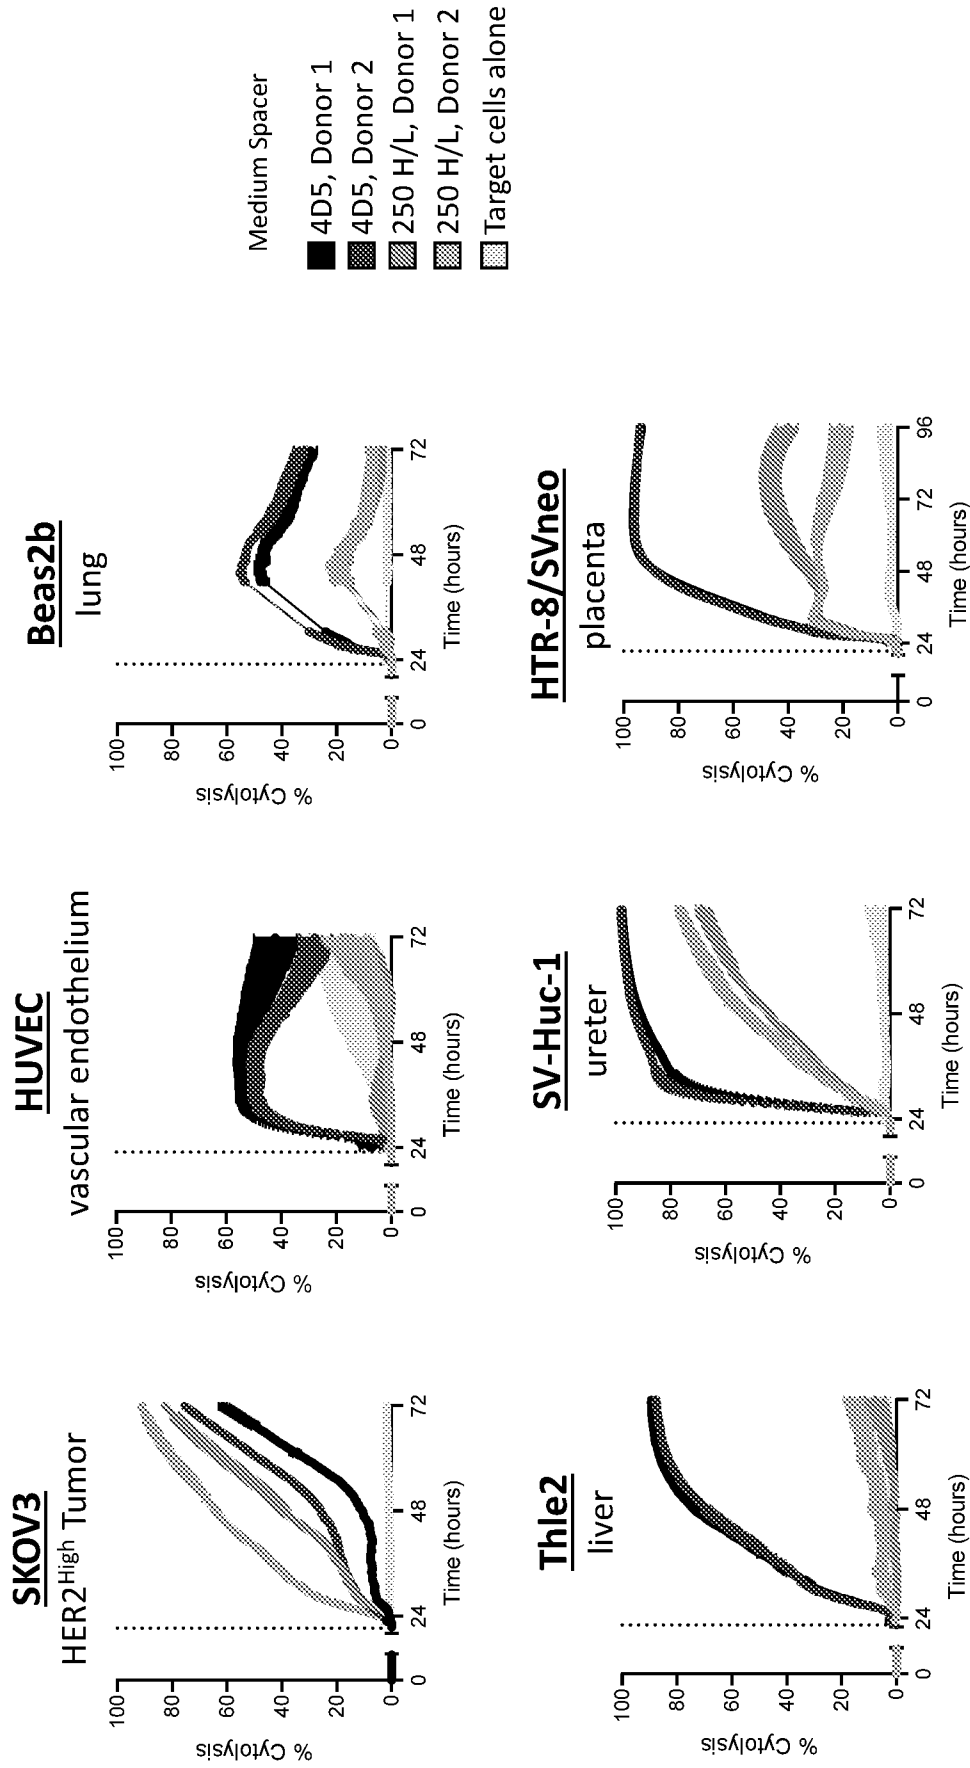 SKOV3
HER2High Tumor
100
80
60
40
20
0
% Cytolysis
0
24
48
72
Time (hours)
HUVEC
vascular endothelium
100
80
60
40
20
0
% Cytolysis
0
24
48
72
Time (hours)
Beas2b
lung
100
80
60
40
20
0
% Cytolysis
0
24
48
72
Time (hours)
Medium Spacer
4D5, Donor 1
4D5, Donor 2
250 H/L, Donor 1
250 H/L, Donor 2
Target cells alone
Thle2
liver
100
80
60
40
20
0
% Cytolysis
0
24
48
72
Time (hours)
SV-Huc-1
ureter
100
80
60
40
20
0
% Cytolysis
0
24
48
72
Time (hours)
HTR-8/SVneo
placenta
100
80
60
40
20
0
% Cytolysis
0
24
48
72
96
Time (hours)